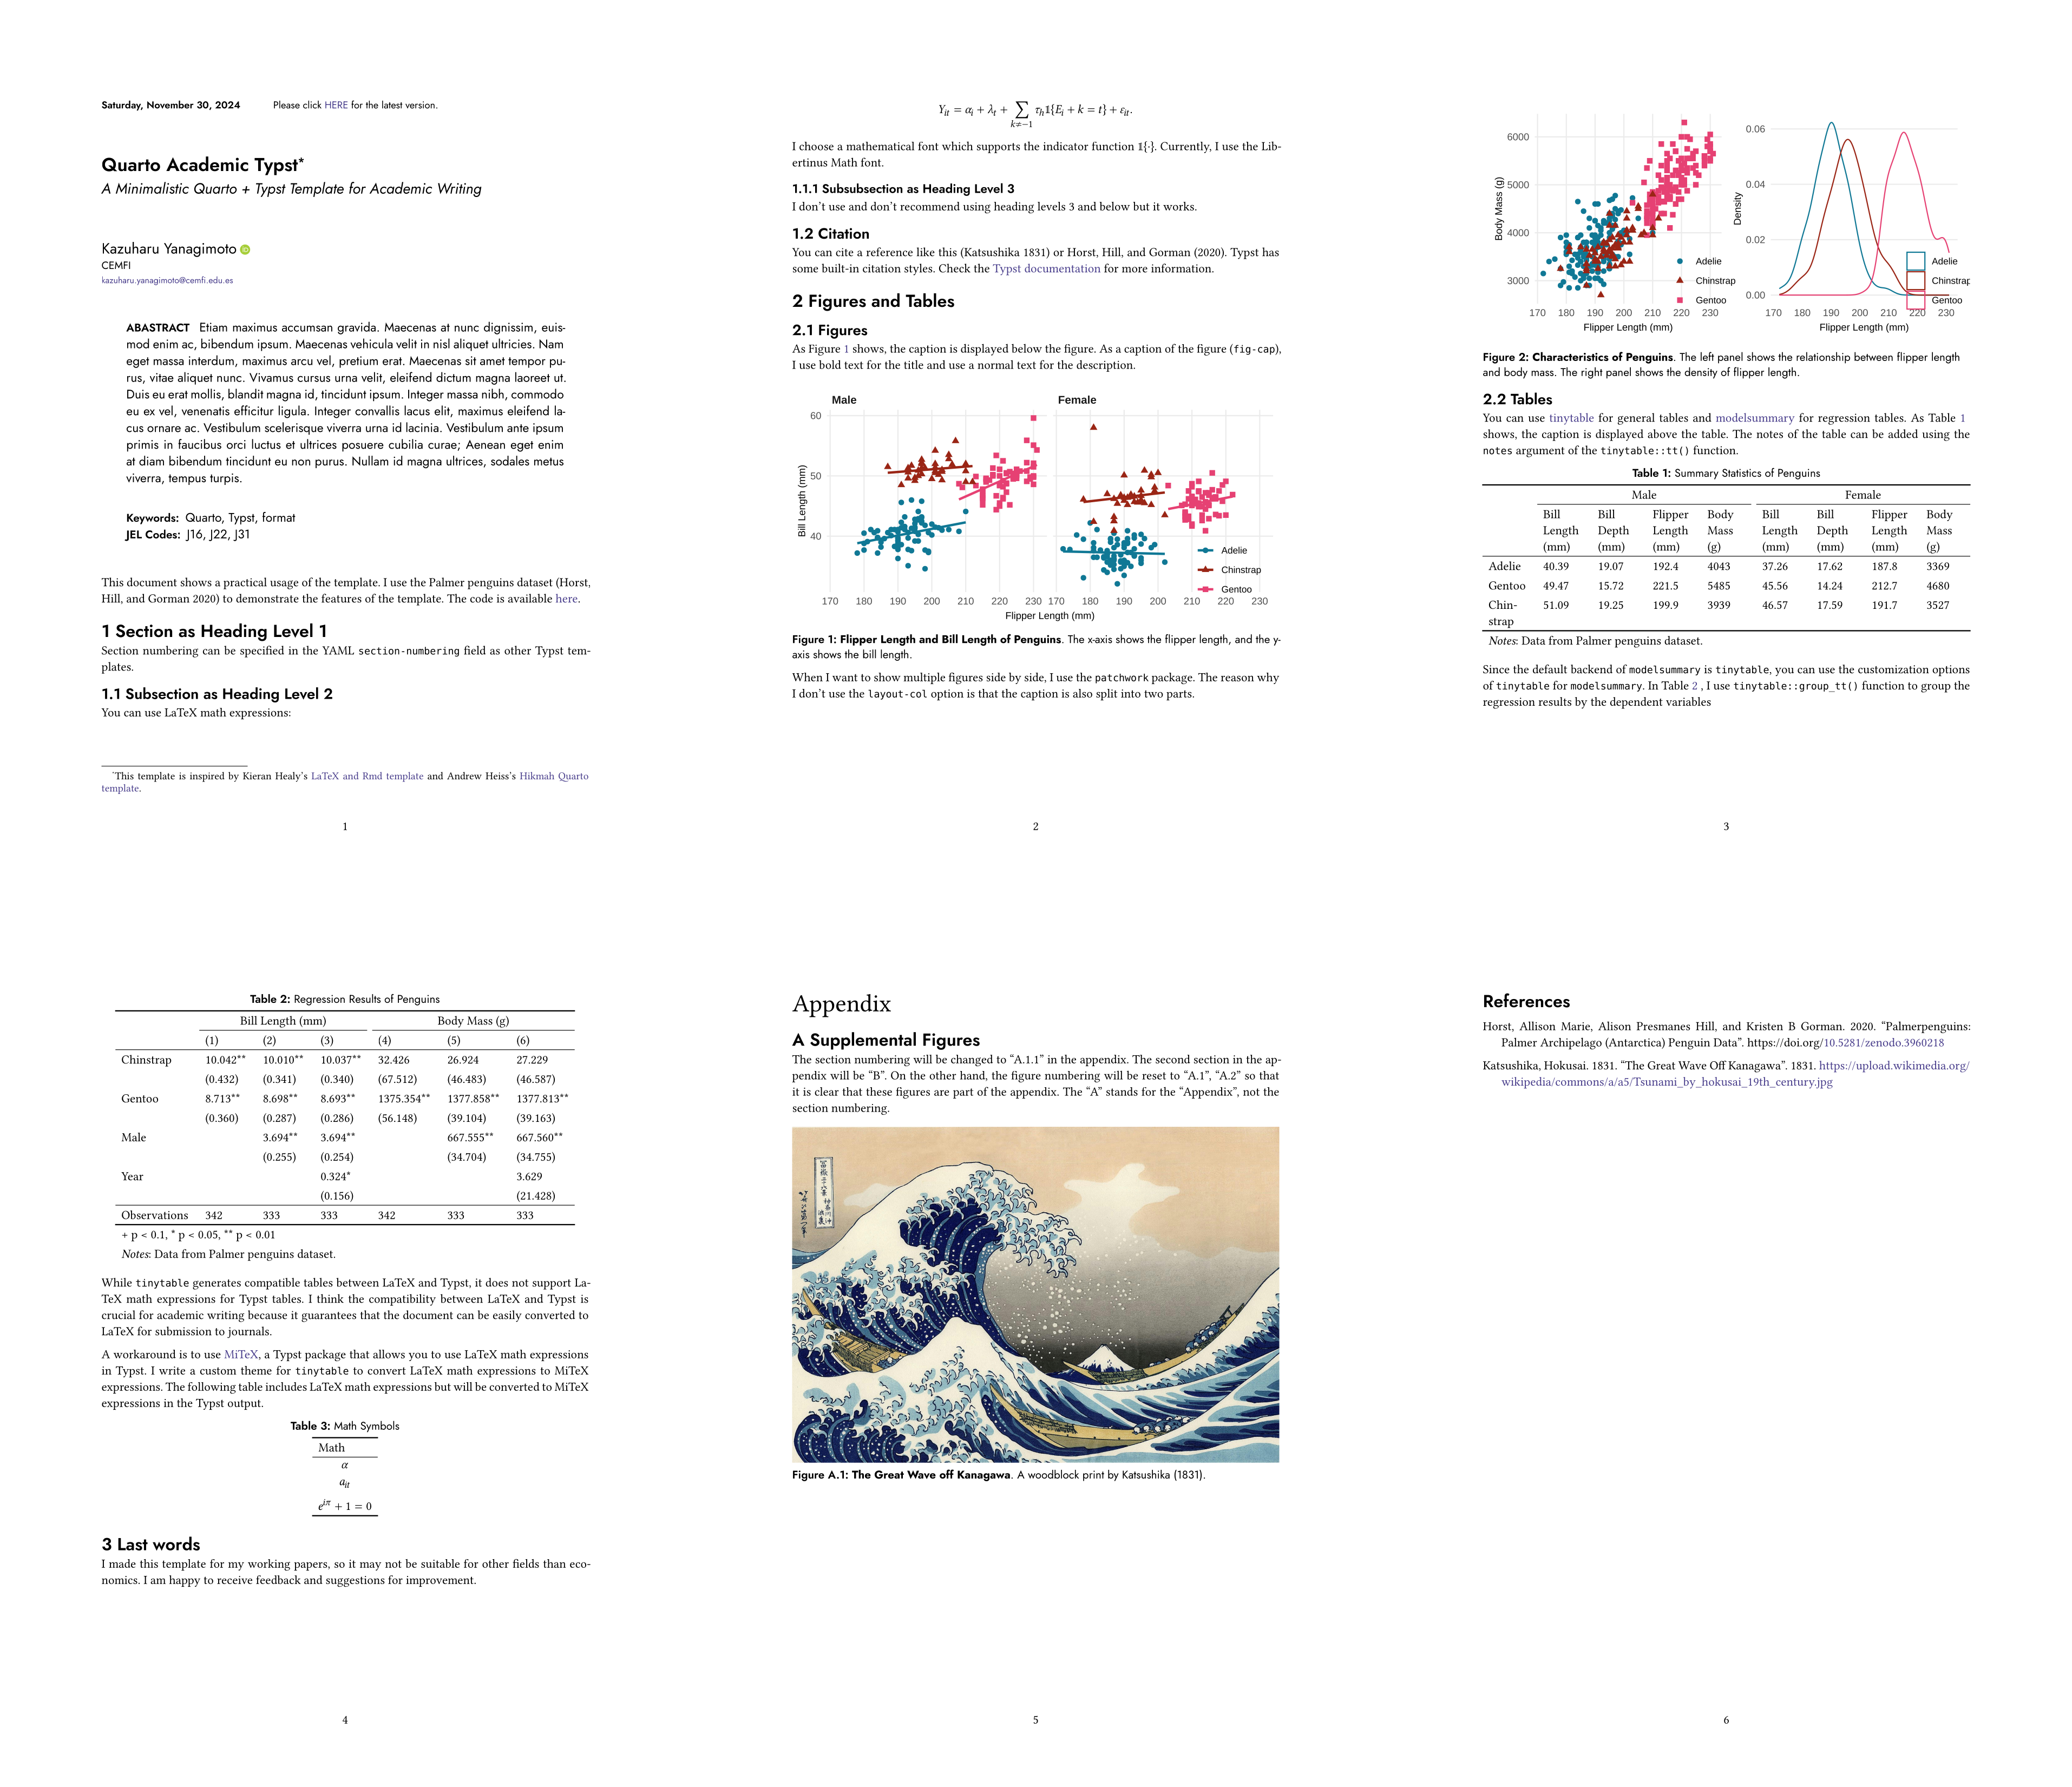 Saturday, November 30, 2024 Please click HERE for the latest version.
Quarto Academic Typst*
A Minimalistic Quarto + Typst Template for Academic Writing
Kazuharu Yanagimoto
CEMFI
kazuharu.yanagimoto@cemfi.edu.es
ABASTRACT Etiam maximus accumsan gravida. Maecenas at nunc dignissim, euis-
mod enim ac, bibendum ipsum. Maecenas vehicula velit in nisl aliquet ultricies. Nam
eget massa interdum, maximus arcu vel, pretium erat. Maecenas sit amet tempor pu-
rus, vitae aliquet nunc. Vivamus cursus urna velit, eleifend dictum magna laoreet ut.
Duis eu erat mollis, blandit magna id, tincidunt ipsum. Integer massa nibh, commodo
eu ex vel, venenatis efficitur ligula. Integer convallis lacus elit, maximus eleifend la-
cus ornare ac. Vestibulum scelerisque viverra urna id lacinia. Vestibulum ante ipsum
primis in faucibus orci luctus et ultrices posuere cubilia curae; Aenean eget enim
at diam bibendum tincidunt eu non purus. Nullam id magna ultrices, sodales metus
viverra, tempus turpis.
Keywords: Quarto, Typst, format
JEL Codes: J16, J22, J31
This document shows a practical usage of the template. I use the Palmer penguins dataset (Horst,
Hill, and Gorman 2020) to demonstrate the features of the template. The code is available here.
1 Section as Heading Level 1
Section numbering can be specified in the YAML section-numbering field as other Typst tem-
plates.
1.1 Subsection as Heading Level 2
You can use LaTeX math expressions:
*This template is inspired by Kieran Healy's LaTeX and Rmd template and Andrew Heiss's Hikmah Quarto
template.
1
Y_it = α_i + λ_t + ∑_{k≠−1} τ_h 𝟙{E_i + k = t} + ε_it.
I choose a mathematical font which supports the indicator function 𝟙{·}. Currently, I use the Lib-
ertinus Math font.
1.1.1 Subsubsection as Heading Level 3
I don't use and don't recommend using heading levels 3 and below but it works.
1.2 Citation
You can cite a reference like this (Katsushika 1831) or Horst, Hill, and Gorman (2020). Typst has
some built-in citation styles. Check the Typst documentation for more information.
2 Figures and Tables
2.1 Figures
As Figure 1 shows, the caption is displayed below the figure. As a caption of the figure (fig-cap),
I use bold text for the title and use a normal text for the description.
Male Female
60
50
40
Bill Length (mm)
Adelie
Chinstrap
Gentoo
170 180 190 200 210 220 230 170 180 190 200 210 220 230
Flipper Length (mm)
Figure 1: Flipper Length and Bill Length of Penguins. The x-axis shows the flipper length, and the y-
axis shows the bill length.
When I want to show multiple figures side by side, I use the patchwork package. The reason why
I don't use the layout-col option is that the caption is also split into two parts.
2
6000
5000
4000
3000
Body Mass (g)
Adelie
Chinstrap
Gentoo
170 180 190 200 210 220 230
Flipper Length (mm)
0.06
0.04
0.02
0.00
Density
Adelie
Chinstrap
Gentoo
170 180 190 200 210 220 230
Flipper Length (mm)
Figure 2: Characteristics of Penguins. The left panel shows the relationship between flipper length
and body mass. The right panel shows the density of flipper length.
2.2 Tables
You can use tinytable for general tables and modelsummary for regression tables. As Table 1
shows, the caption is displayed above the table. The notes of the table can be added using the
notes argument of the tinytable::tt() function.
Table 1: Summary Statistics of Penguins
Male Female
Bill Bill Flipper Body Bill Bill Flipper Body
Length Depth Length Mass Length Depth Length Mass
(mm) (mm) (mm) (g) (mm) (mm) (mm) (g)
Adelie 40.39 19.07 192.4 4043 37.26 17.62 187.8 3369
Gentoo 49.47 15.72 221.5 5485 45.56 14.24 212.7 4680
Chin- 51.09 19.25 199.9 3939 46.57 17.59 191.7 3527
strap
Notes: Data from Palmer penguins dataset.
Since the default backend of modelsummary is tinytable, you can use the customization options
of tinytable for modelsummary. In Table 2 , I use tinytable::group_tt() function to group the
regression results by the dependent variables
3
Table 2: Regression Results of Penguins
Bill Length (mm) Body Mass (g)
(1) (2) (3) (4) (5) (6)
Chinstrap 10.042** 10.010** 10.037** 32.426 26.924 27.229
(0.432) (0.341) (0.340) (67.512) (46.483) (46.587)
Gentoo 8.713** 8.698** 8.693** 1375.354** 1377.858** 1377.813**
(0.360) (0.287) (0.286) (56.148) (39.104) (39.163)
Male 3.694** 3.694** 667.555** 667.560**
(0.255) (0.254) (34.704) (34.755)
Year 0.324* 3.629
(0.156) (21.428)
Observations 342 333 333 342 333 333
+ p < 0.1, * p < 0.05, ** p < 0.01
Notes: Data from Palmer penguins dataset.
While tinytable generates compatible tables between LaTeX and Typst, it does not support La-
TeX math expressions for Typst tables. I think the compatibility between LaTeX and Typst is
crucial for academic writing because it guarantees that the document can be easily converted to
LaTeX for submission to journals.
A workaround is to use MiTeX, a Typst package that allows you to use LaTeX math expressions
in Typst. I write a custom theme for tinytable to convert LaTeX math expressions to MiTeX
expressions. The following table includes LaTeX math expressions but will be converted to MiTeX
expressions in the Typst output.
Table 3: Math Symbols
Math
α
a_it
e^{iπ} + 1 = 0
3 Last words
I made this template for my working papers, so it may not be suitable for other fields than eco-
nomics. I am happy to receive feedback and suggestions for improvement.
4
Appendix
A Supplemental Figures
The section numbering will be changed to “A.1.1” in the appendix. The second section in the ap-
pendix will be “B”. On the other hand, the figure numbering will be reset to “A.1”, “A.2” so that
it is clear that these figures are part of the appendix. The “A” stands for the “Appendix”, not the
section numbering.
Figure A.1: The Great Wave off Kanagawa. A woodblock print by Katsushika (1831).
5
References
Horst, Allison Marie, Alison Presmanes Hill, and Kristen B Gorman. 2020. “Palmerpenguins:
Palmer Archipelago (Antarctica) Penguin Data”. https://doi.org/10.5281/zenodo.3960218
Katsushika, Hokusai. 1831. “The Great Wave Off Kanagawa”. 1831. https://upload.wikimedia.org/
wikipedia/commons/a/a5/Tsunami_by_hokusai_19th_century.jpg
6